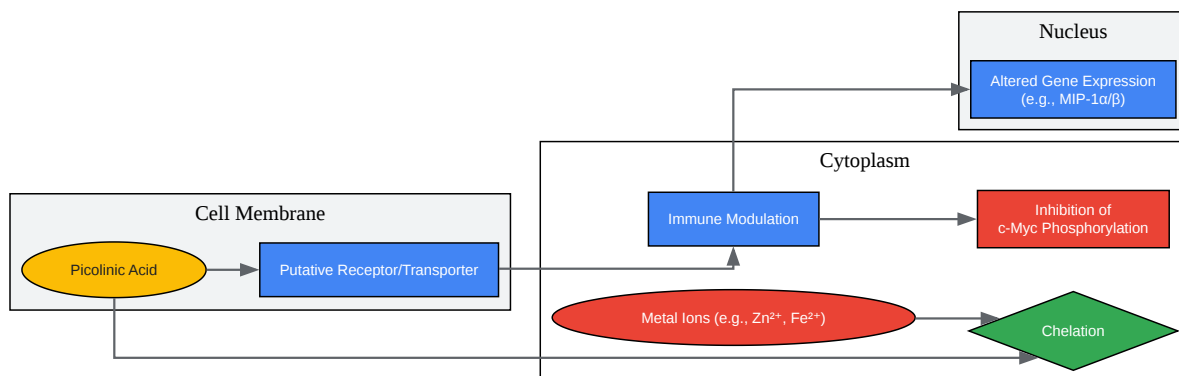 Nucleus
Altered Gene Expression
(e.g., MIP-1α/β)
Cytoplasm
Cell Membrane
Immune Modulation
Inhibition of
c-Myc Phosphorylation
Picolinic Acid
Putative Receptor/Transporter
Metal Ions (e.g., Zn²⁺, Fe²⁺)
Chelation